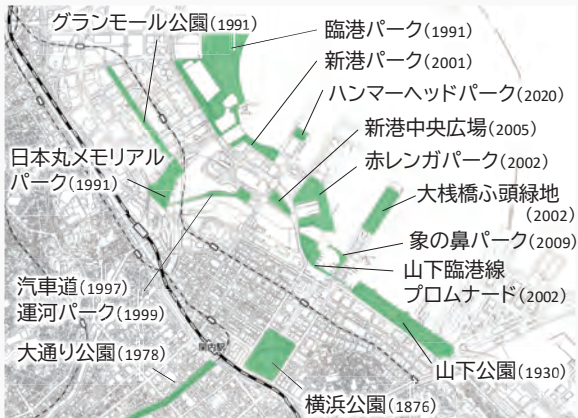 グランモール公園(1991)
臨港パーク(1991)
新港パーク(2001)
ハンマーヘッドパーク(2020)
新港中央広場(2005)
日本丸メモリアル
パーク(1991)
赤レンガパーク(2002)
大桟橋ふ頭緑地
(2002)
象の鼻パーク(2009)
山下臨港線
プロムナード(2002)
汽車道(1997)
運河パーク(1999)
大通り公園(1978)
関内駅
山下公園(1930)
横浜公園(1876)